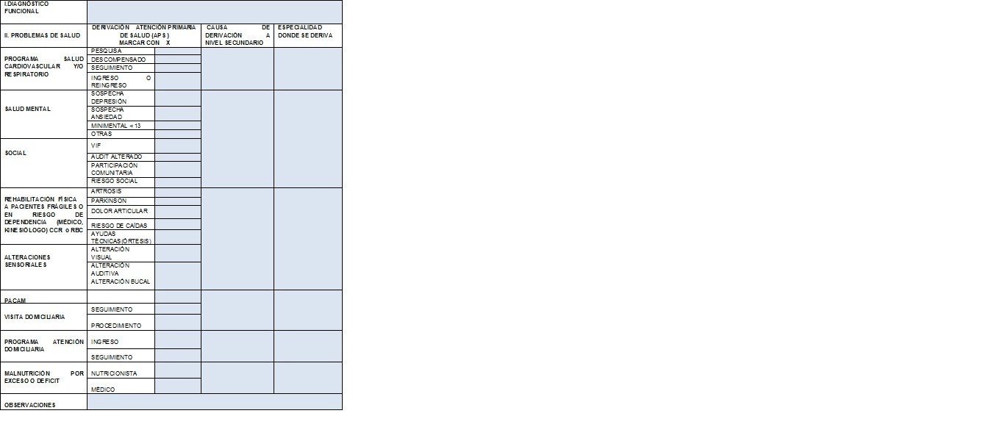 I.DIAGNÓSTICO
FUNCIONAL
II. PROBLEMAS DE SALUD
DERIVACIÓN ATENCIÓN PRIMARIA
DE SALUD (APS)
MARCAR CON X
CAUSA DE
DERIVACIÓN A
NIVEL SECUNDARIO
ESPECIALIDAD
DONDE SE DERIVA
PROGRAMA SALUD
CARDIOVASCULAR Y/O
RESPIRATORIO
PESQUISA
DESCOMPENSADO
SEGUIMIENTO
INGRESO O
REINGRESO
SALUD MENTAL
SOSPECHA
DEPRESIÓN
SOSPECHA
ANSIEDAD
MINIMENTAL < 13
OTRAS
SOCIAL
VIF
AUDIT ALTERADO
PARTICIPACIÓN
COMUNITARIA
RIESGO SOCIAL
REHABILITACIÓN FÍSICA
A PACIENTES FRÁGILES O
EN RIESGO DE
DEPENDENCIA (MÉDICO,
KINESIÓLOGO) CCR o RBC
ARTROSIS
PARKINSON
DOLOR ARTICULAR
RIESGO DE CAÍDAS
AYUDAS
TÉCNICAS(ÓRTESIS)
ALTERACIONES
SENSORIALES
ALTERACIÓN
VISUAL
ALTERACIÓN
AUDITIVA
ALTERACIÓN BUCAL
PACAM
VISITA DOMICILIARIA
SEGUIMIENTO
PROCEDIMIENTO
PROGRAMA ATENCIÓN
DOMICILIARIA
INGRESO
SEGUIMIENTO
MALNUTRICIÓN POR
EXCESO O DEFICIT
NUTRICIONISTA
MÉDICO
OBSERVACIONES